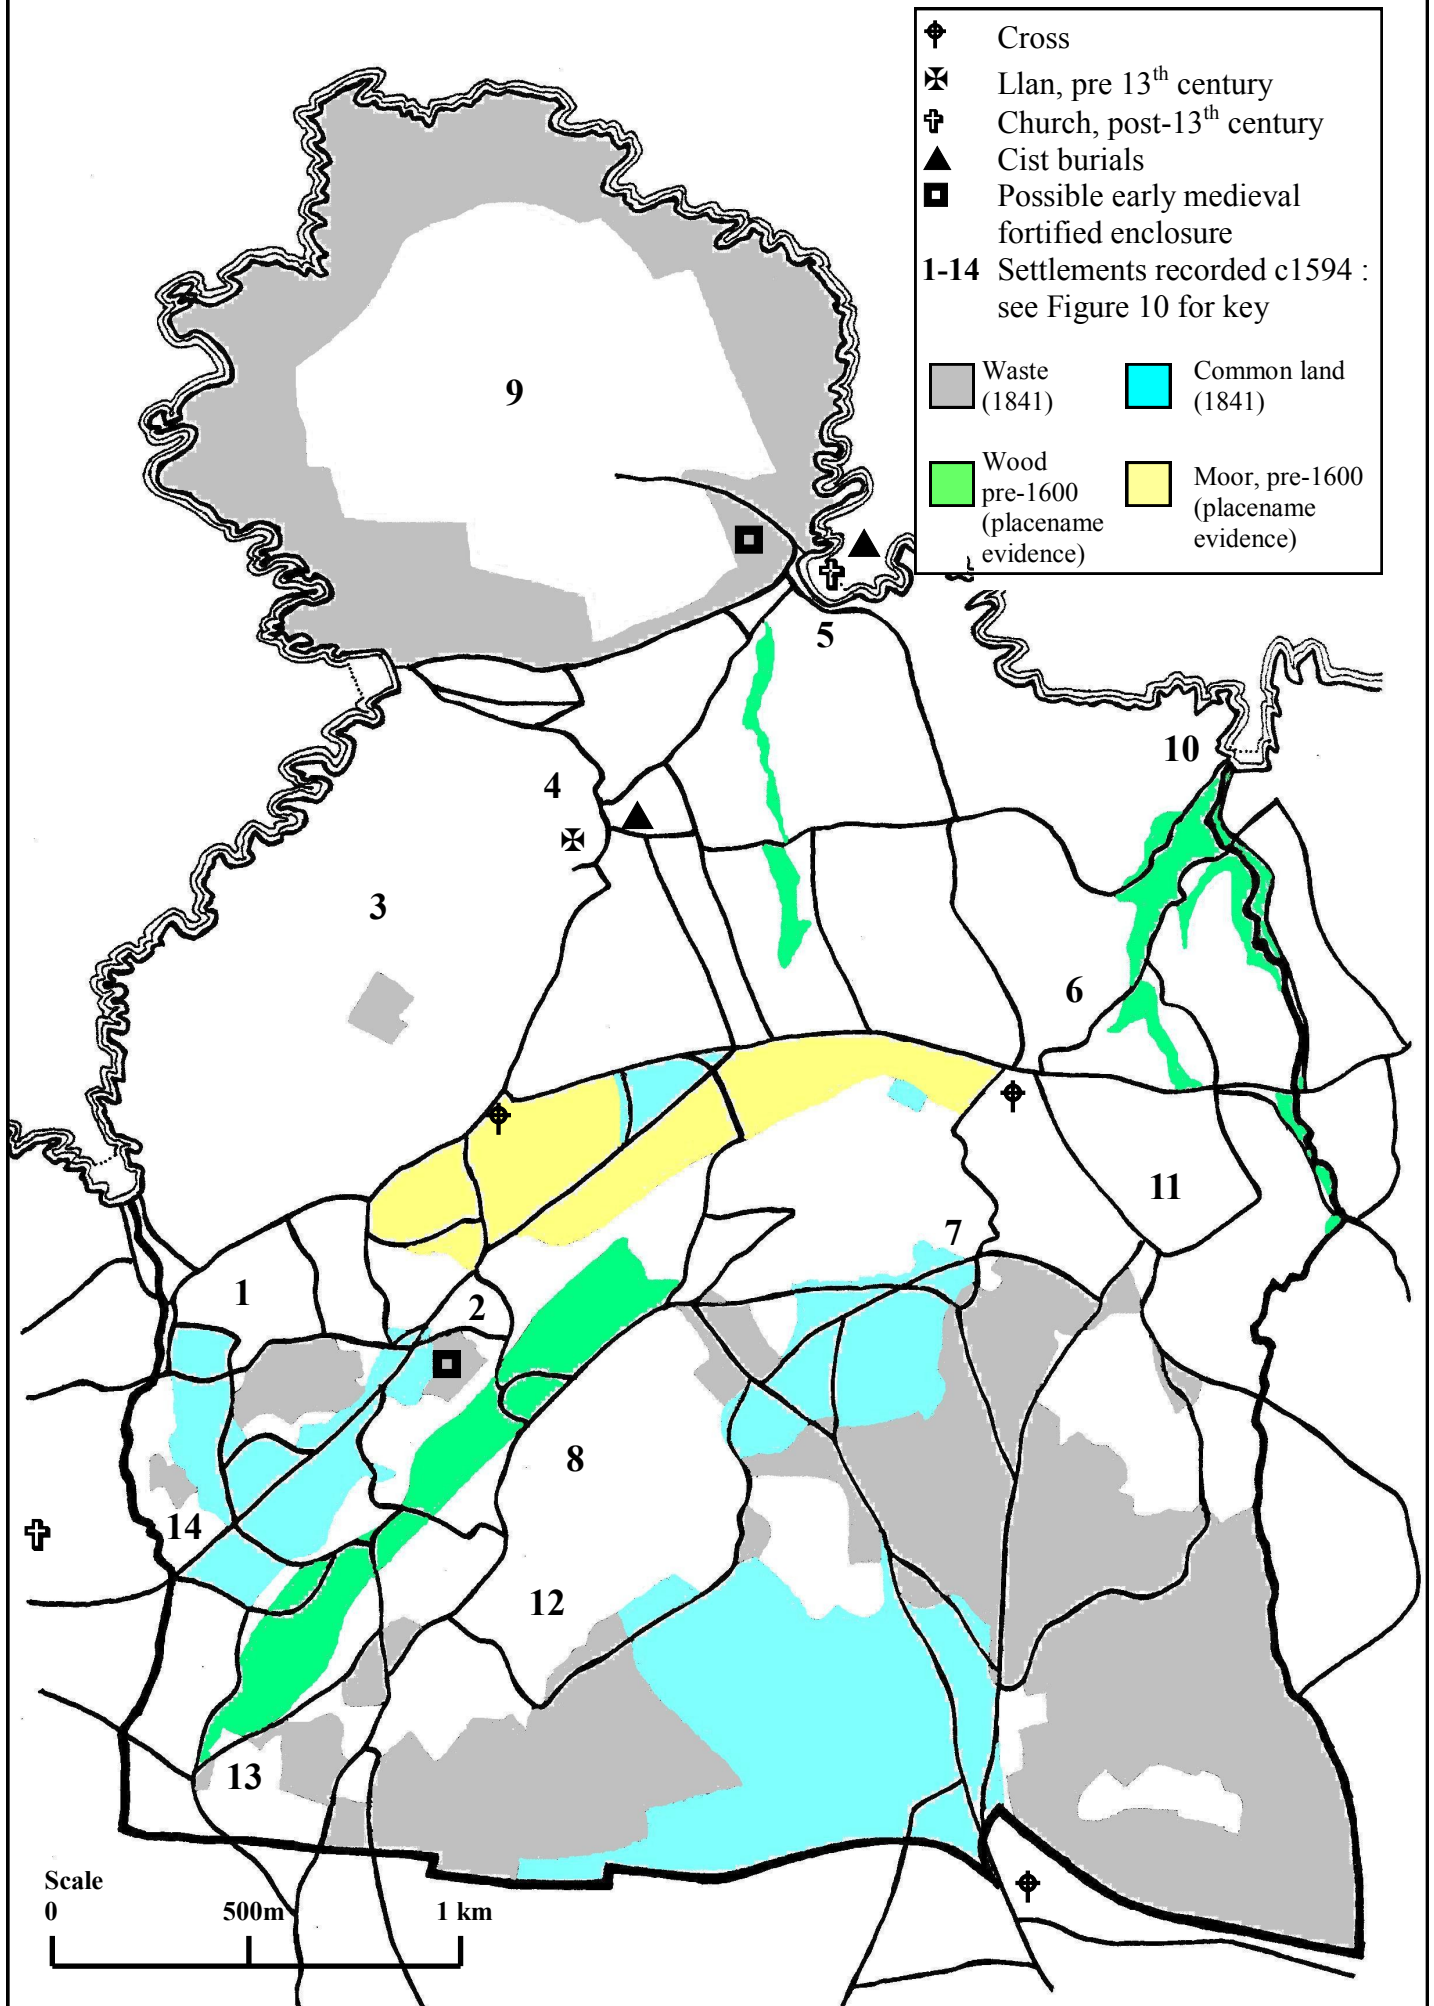 Cross
Llan, pre 13th century
Church, post-13th century
Cist burials
Possible early medieval
fortified enclosure
1-14 Settlements recorded c1594 :
see Figure 10 for key
Waste
(1841)
Common land
(1841)
Wood
pre-1600
(placename
evidence)
Moor, pre-1600
(placename
evidence)
9
5
10
4
3
6
11
7
1
2
8
14
12
13
Scale
0 500m 1 km